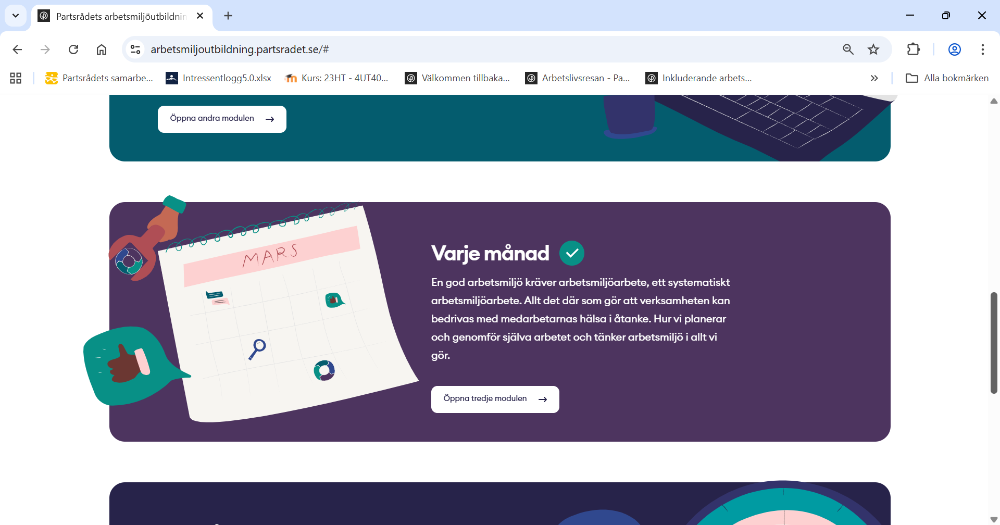 Partsrådets arbetsmiljöutbildnin
arbetsmiljoutbildning.partsradet.se/#
Partsrådets samarbe...
Intressentlogg5.0.xlsx
Kurs: 23HT - 4UT40...
Välkommen tillbaka...
Arbetslivsresan - Pa...
Inkluderande arbets...
Alla bokmärken
Öppna andra modulen
MARS
Varje månad
En god arbetsmiljö kräver arbetsmiljöarbete, ett systematiskt
arbetsmiljöarbete. Allt det där som gör att verksamheten kan
bedrivas med medarbetarnas hälsa i åtanke. Hur vi planerar
och genomför själva arbetet och tänker arbetsmiljö i allt vi
gör.
Öppna tredje modulen